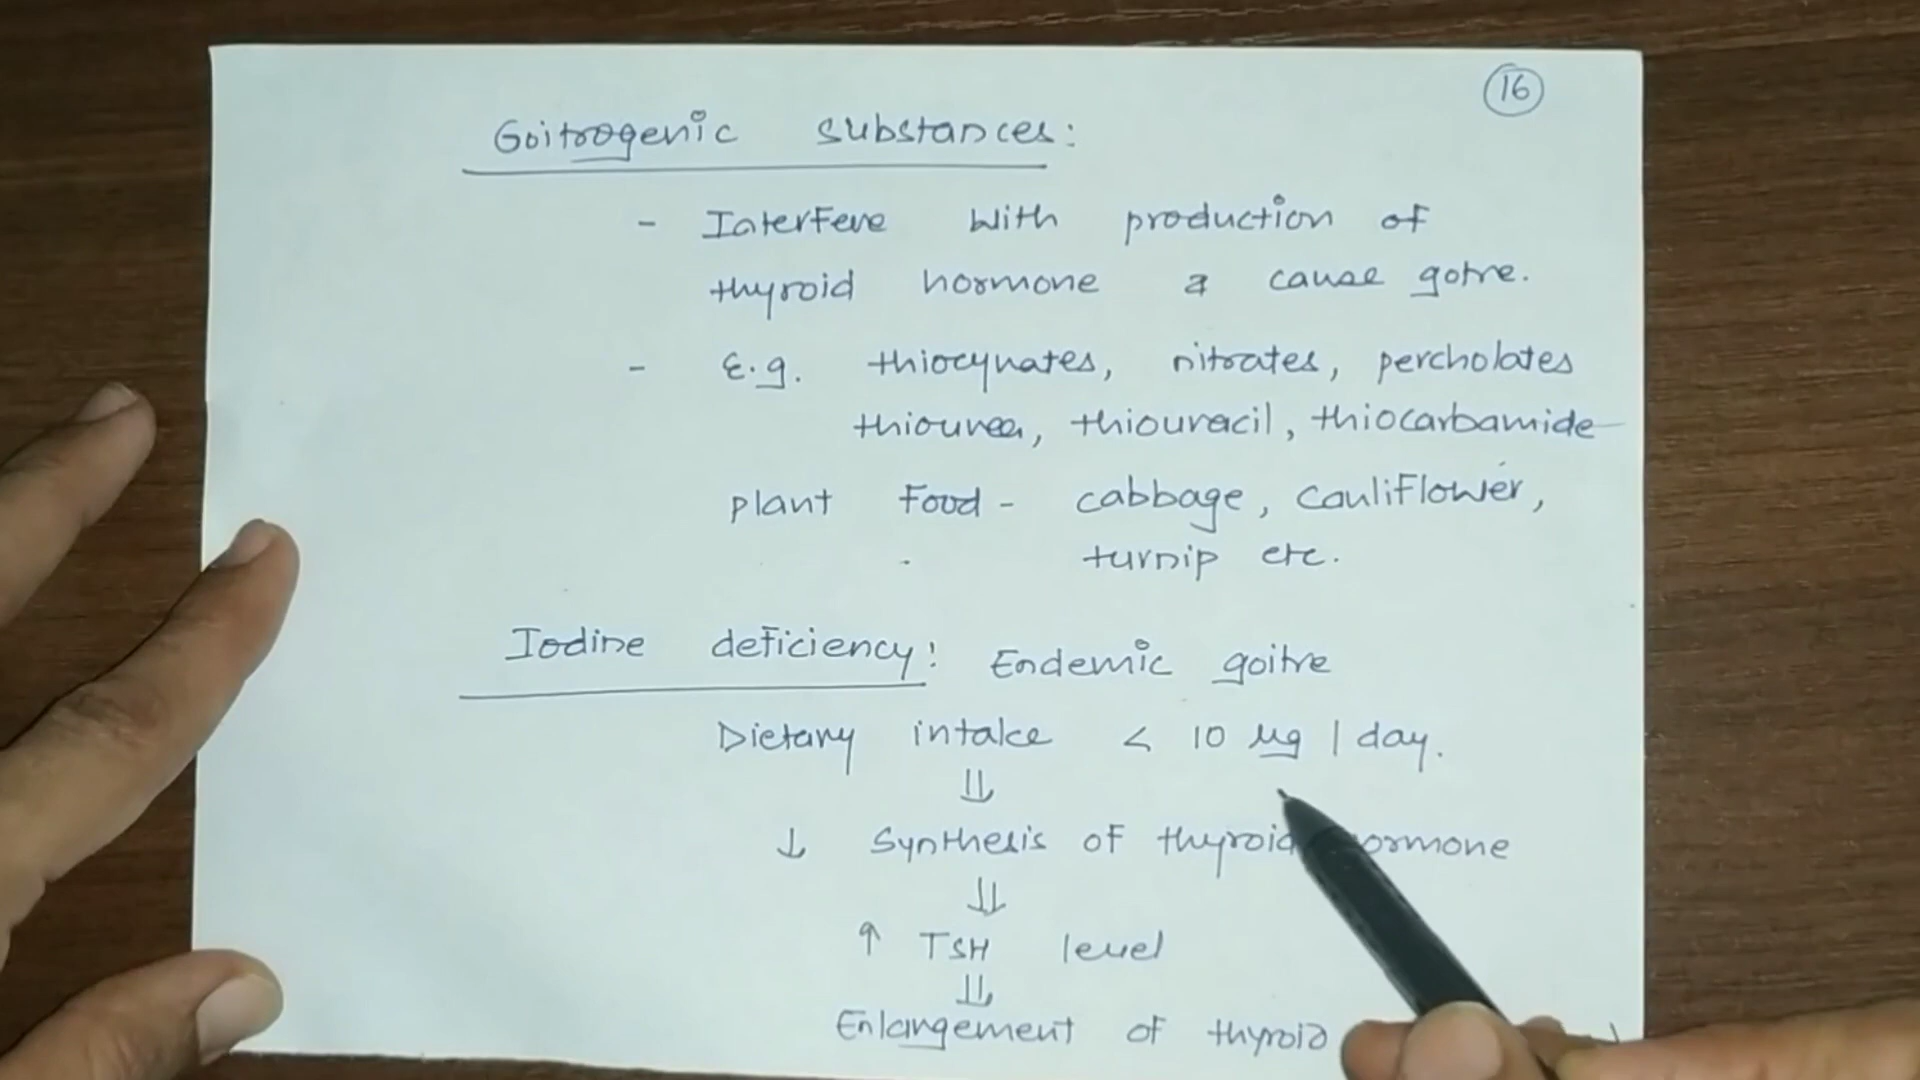 16
Goitrogenic substances:
- Interfere with production of
thyroid hormone & cause gotre.
- E.g. thiocynates, nitrates, percholates
thiourea, thiouracil, thiocarbamide
plant food - cabbage, cauliflower,
turnip etc.
Iodine deficiency: Endemic goitre
Dietary intake < 10 µg / day.
⇓
↓ Synthesis of thyroid ormone
⇓
↑ TSH level
⇓
Enlargement of thyroid